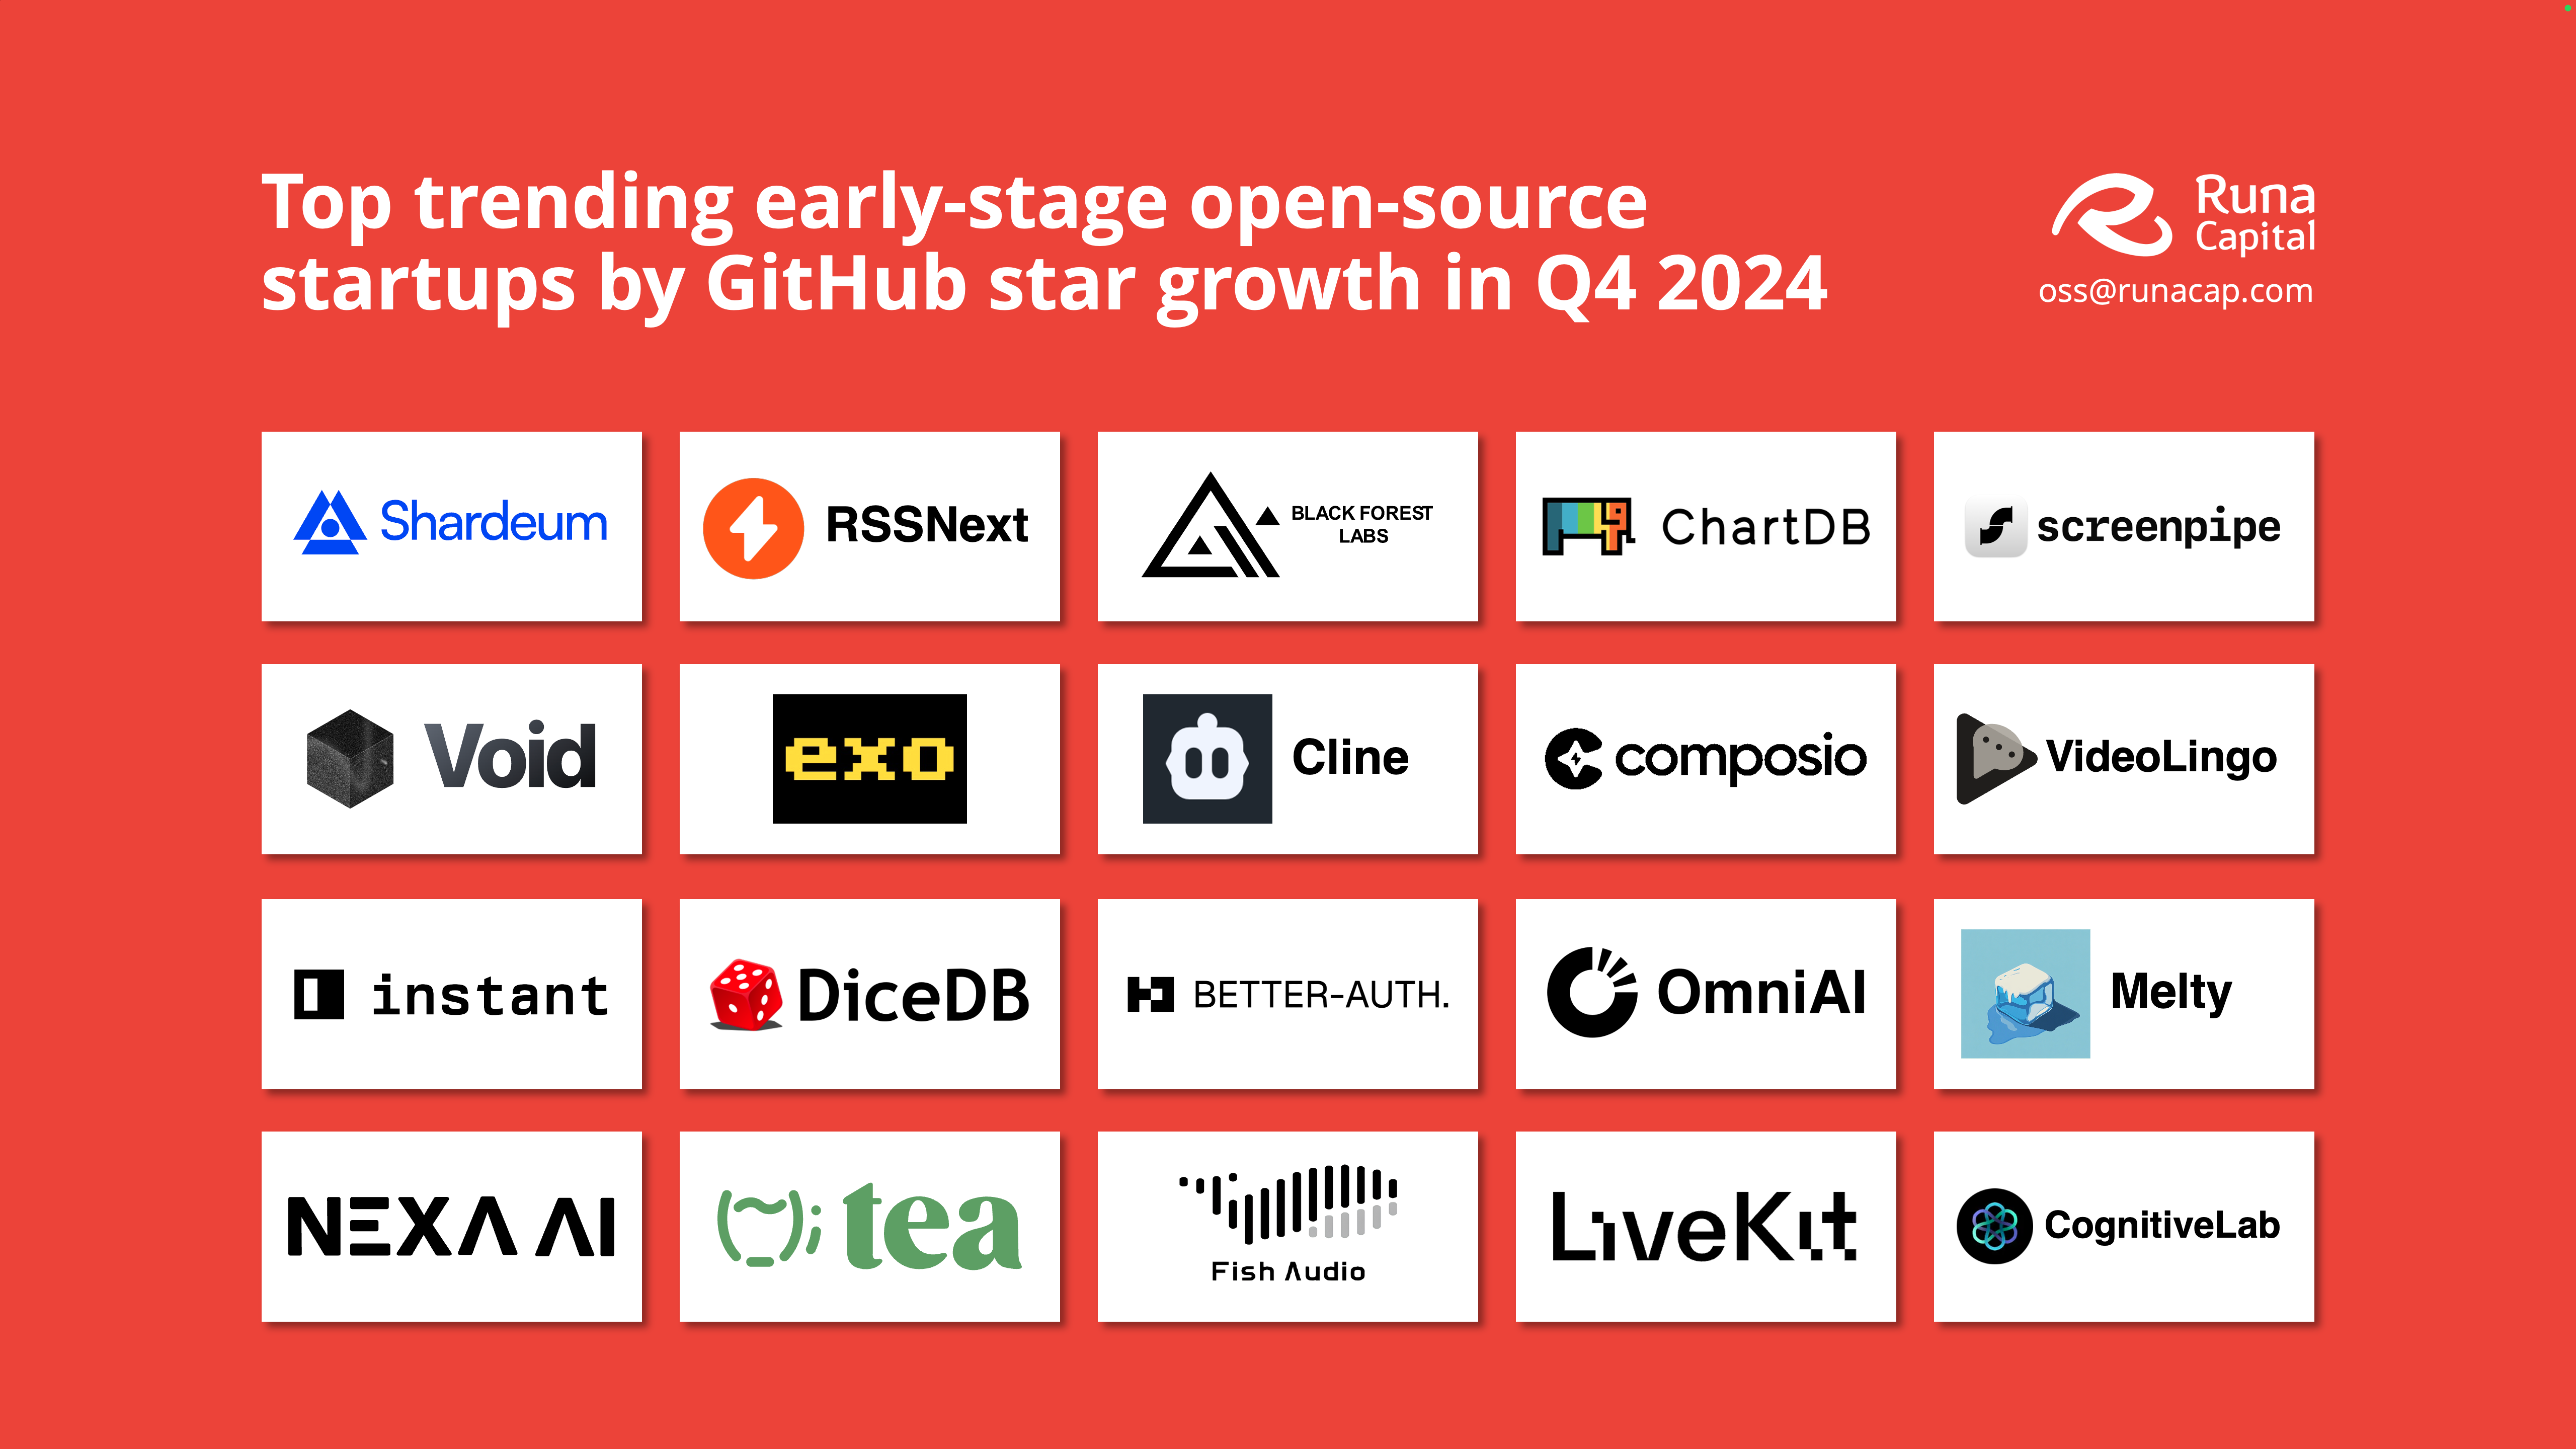 Top trending early-stage open-source
startups by GitHub star growth in Q4 2024
Runa
Capital
oss@runacap.com
Shardeum
RSSNext
BLACK FOREST
LABS
ChartDB
screenpipe
Void
exo
Cline
composio
VideoLingo
instant
DiceDB
BETTER-AUTH.
OmniAI
Melty
NEXA AI
tea
Fish Audio
LiveKit
CognitiveLab